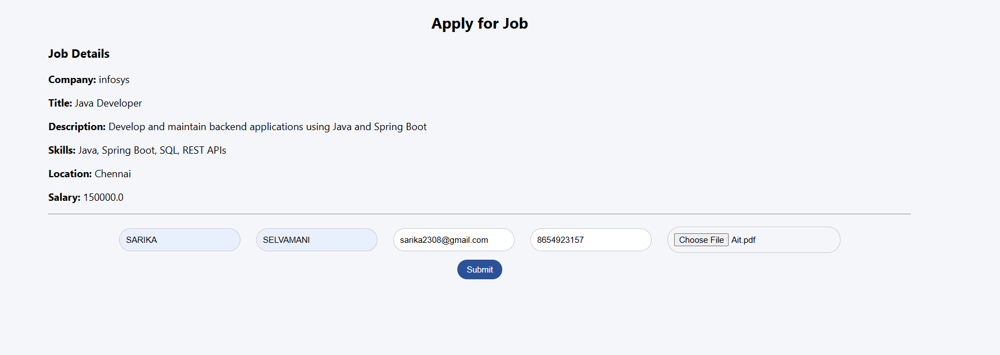 Apply for Job
Job Details
Company: infosys
Title: Java Developer
Description: Develop and maintain backend applications using Java and Spring Boot
Skills: Java, Spring Boot, SQL, REST APIs
Location: Chennai
Salary: 150000.0
SARIKA SELVAMANI sarika2308@gmail.com 8654923157 Choose File Ait.pdf
Submit